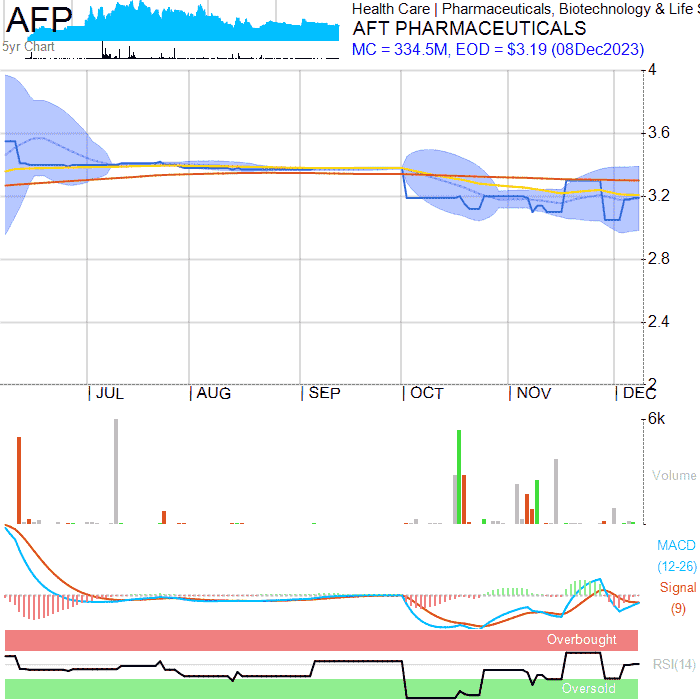 AFP
5yr Chart
Health Care | Pharmaceuticals, Biotechnology & Life S
AFT PHARMACEUTICALS
MC = 334.5M, EOD = $3.19 (08Dec2023)
4
3.6
3.2
2.8
2.4
2
| JUL | AUG | SEP | OCT | NOV | DEC
6k
Volume
MACD
(12-26)
Signal
(9)
Overbought
RSI(14)
Oversold